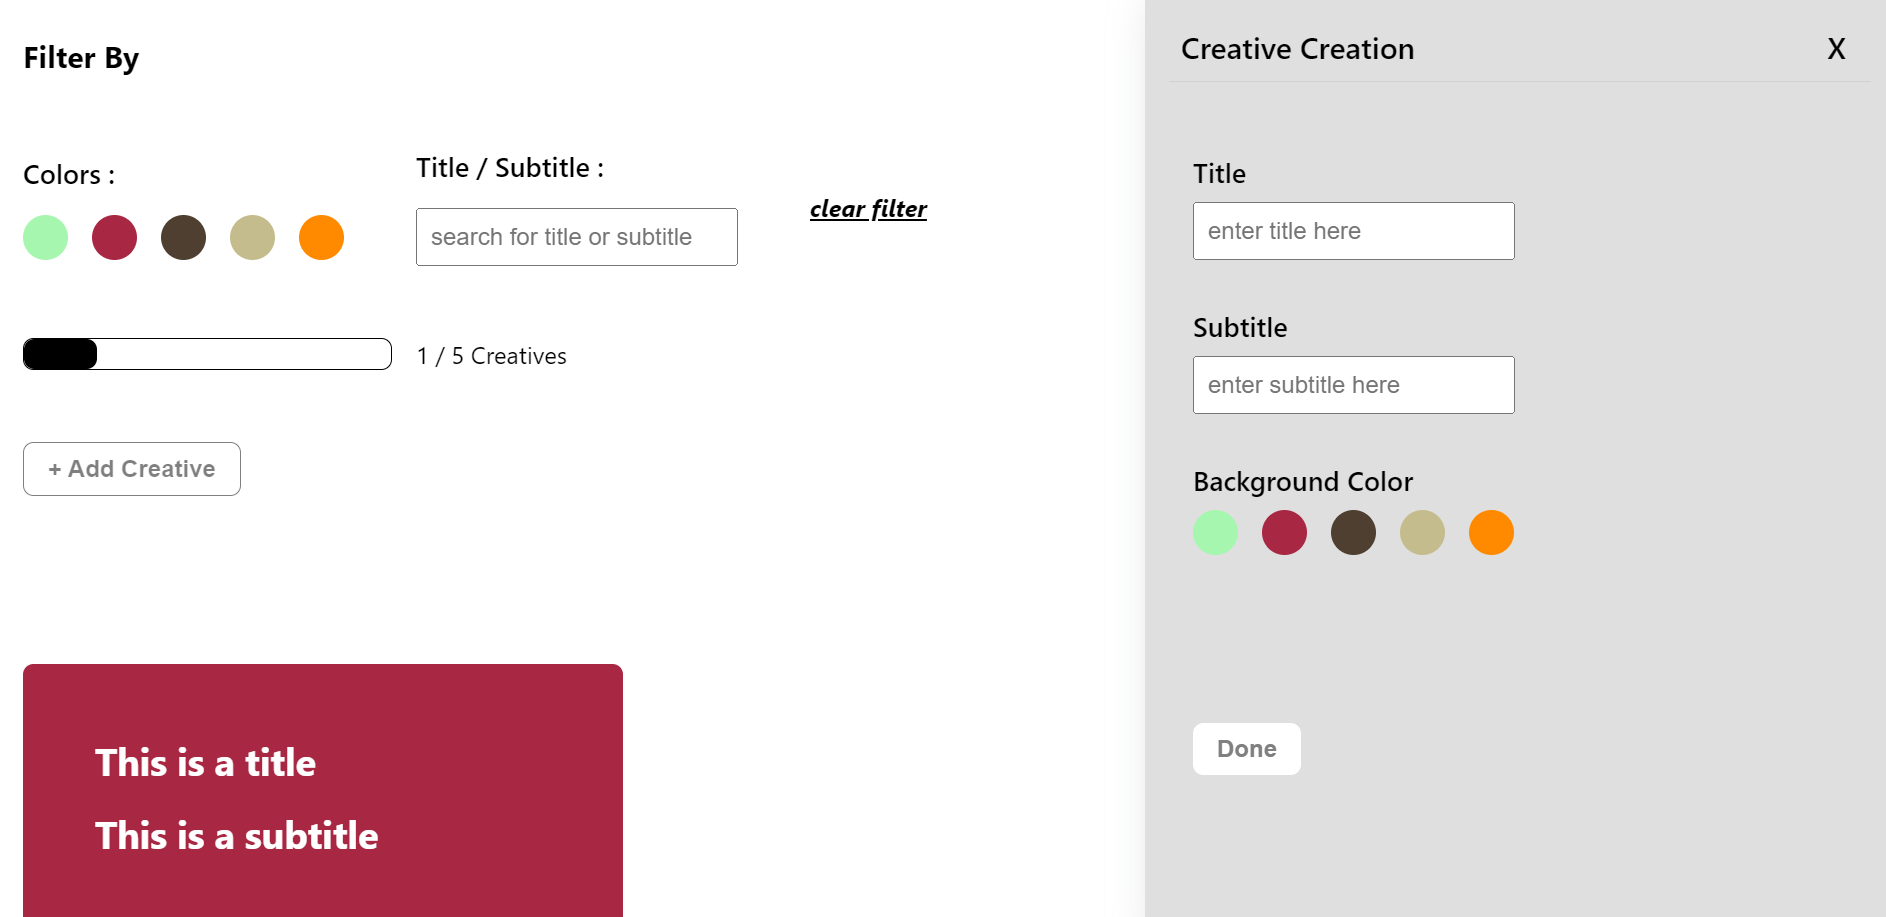 Filter By
Colors :
Title / Subtitle :
search for title or subtitle
clear filter
1 / 5 Creatives
+ Add Creative
This is a title
This is a subtitle
Creative Creation
X
Title
enter title here
Subtitle
enter subtitle here
Background Color
Done